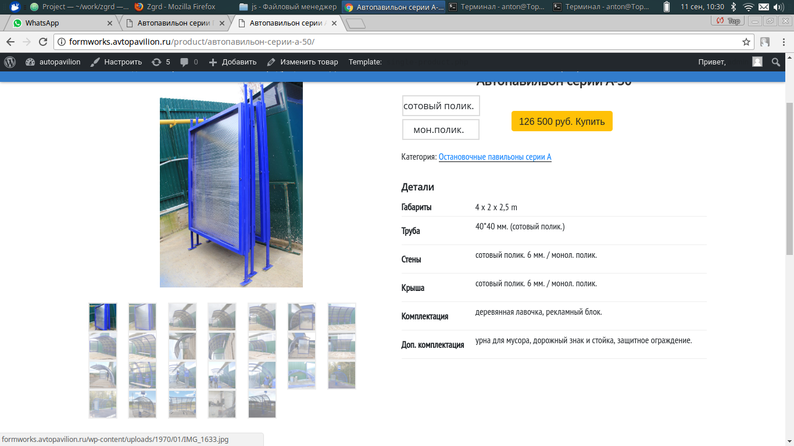 Project — ~/work/zgrd —...
Zgrd - Mozilla Firefox
js - Файловый менеджер
Автопавильон серии А-...
Терминал - anton@Top...
Терминал - anton@Top...
11 сен, 10:30
WhatsApp
Автопавильон серии
Автопавильон серии А
Top
formworks.avtopavilion.ru/product/автопавильон-серии-а-50/
autopavilion
Настроить
5
0
Добавить
Изменить товар
Template:
Привет,
Автопавильон серии А-50
сотовый полик.
мон.полик.
126 500 руб. Купить
Категория: Остановочные павильоны серии А
Детали
Габариты 4 x 2 x 2,5 m
Труба 40*40 мм. (сотовый полик.)
Стены сотовый полик. 6 мм. / монол. полик.
Крыша сотовый полик. 6 мм. / монол. полик.
Комплектация деревянная лавочка, рекламный блок.
Доп. комплектация урна для мусора, дорожный знак и стойка, защитное ограждение.
formworks.avtopavilion.ru/wp-content/uploads/1970/01/IMG_1633.jpg